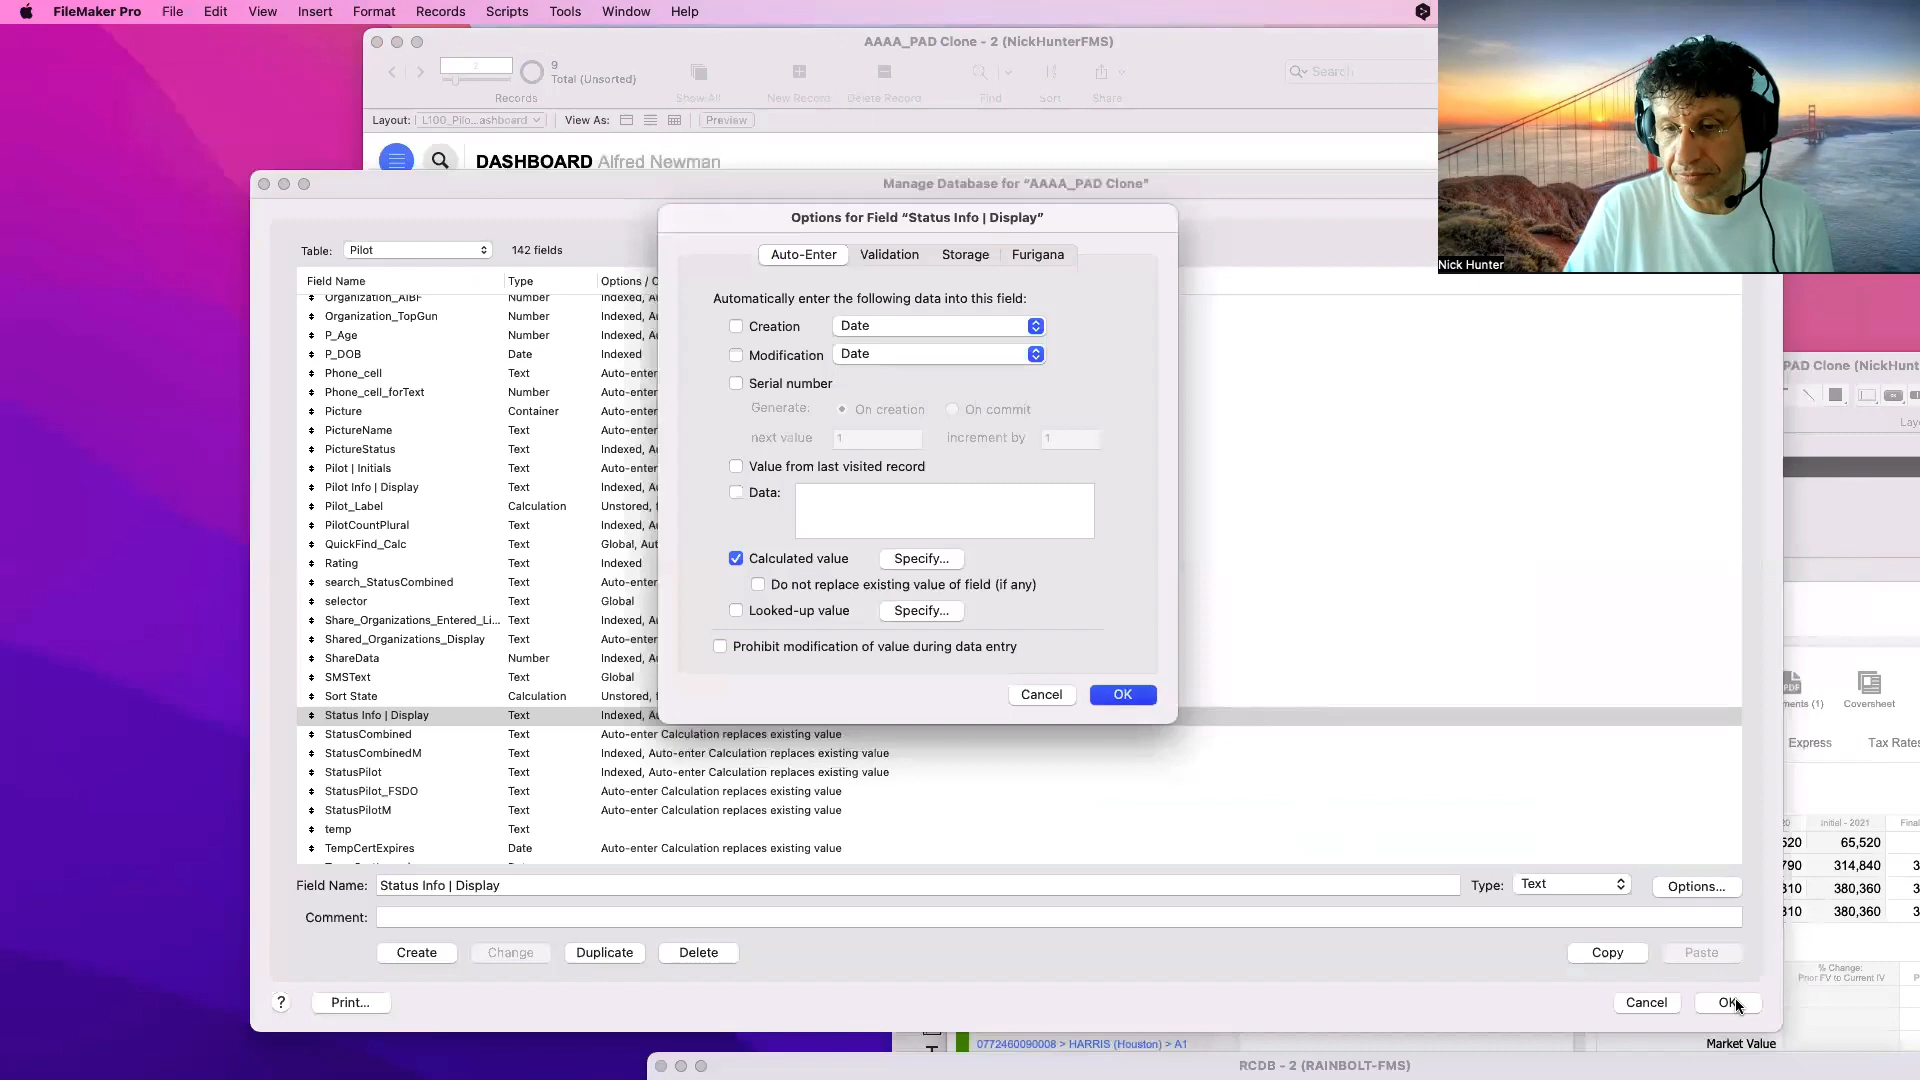 FileMaker Pro File Edit View Insert Format Records Scripts Tools Window Help
AAAA_PAD Clone - 2 (NickHunterFMS)
2
9
Total (Unsorted)
Records
Show All
New Record
Delete Record
Find
Sort
Share
Search
Layout: L100_Pilo...ashboard
View As:
Preview
DASHBOARD Alfred Newman
Nick Hunter
Manage Database for “AAAA_PAD Clone”
Table: Pilot 142 fields
Field Name Type Options / C
Organization_AIBF Number Indexed, Au
Organization_TopGun Number Indexed, Au
P_Age Number Indexed, Au
P_DOB Date Indexed
Phone_cell Text Auto-enter
Phone_cell_forText Number Auto-enter
Picture Container Auto-enter
PictureName Text Auto-enter
PictureStatus Text Indexed, Au
Pilot | Initials Text Auto-enter
Pilot Info | Display Text Indexed, Au
Pilot_Label Calculation Unstored, f
PilotCountPlural Text Indexed, Au
QuickFind_Calc Text Global, Aut
Rating Text Indexed
search_StatusCombined Text Auto-enter
selector Text Global
Share_Organizations_Entered_Li... Text Indexed, Au
Shared_Organizations_Display Text Auto-enter
ShareData Number Indexed, Au
SMSText Text Global
Sort State Calculation Unstored, f
Status Info | Display Text Indexed, Au
StatusCombined Text Auto-enter Calculation replaces existing value
StatusCombinedM Text Indexed, Auto-enter Calculation replaces existing value
StatusPilot Text Indexed, Auto-enter Calculation replaces existing value
StatusPilot_FSDO Text Auto-enter Calculation replaces existing value
StatusPilotM Text Auto-enter Calculation replaces existing value
temp Text
TempCertExpires Date Auto-enter Calculation replaces existing value
Field Name: Status Info | Display Type: Text Options...
Comment:
Create Change Duplicate Delete Copy Paste
? Print... Cancel OK
Options for Field “Status Info | Display”
Auto-Enter Validation Storage Furigana
Automatically enter the following data into this field:
Creation Date
Modification Date
Serial number
Generate: On creation On commit
next value 1 increment by 1
Value from last visited record
Data:
Calculated value Specify...
Do not replace existing value of field (if any)
Looked-up value Specify...
Prohibit modification of value during data entry
Cancel OK
PAD Clone (NickHunt
Lay
PDF
ments (1) Coversheet
Express Tax Rates
20 Initial - 2021 Final
520 65,520
790 314,840 3
310 380,360 3
310 380,360 3
% Change:
Prior FV to Current IV P
Market Value
0772460090008 > HARRIS (Houston) > A1
RCDB - 2 (RAINBOLT-FMS)